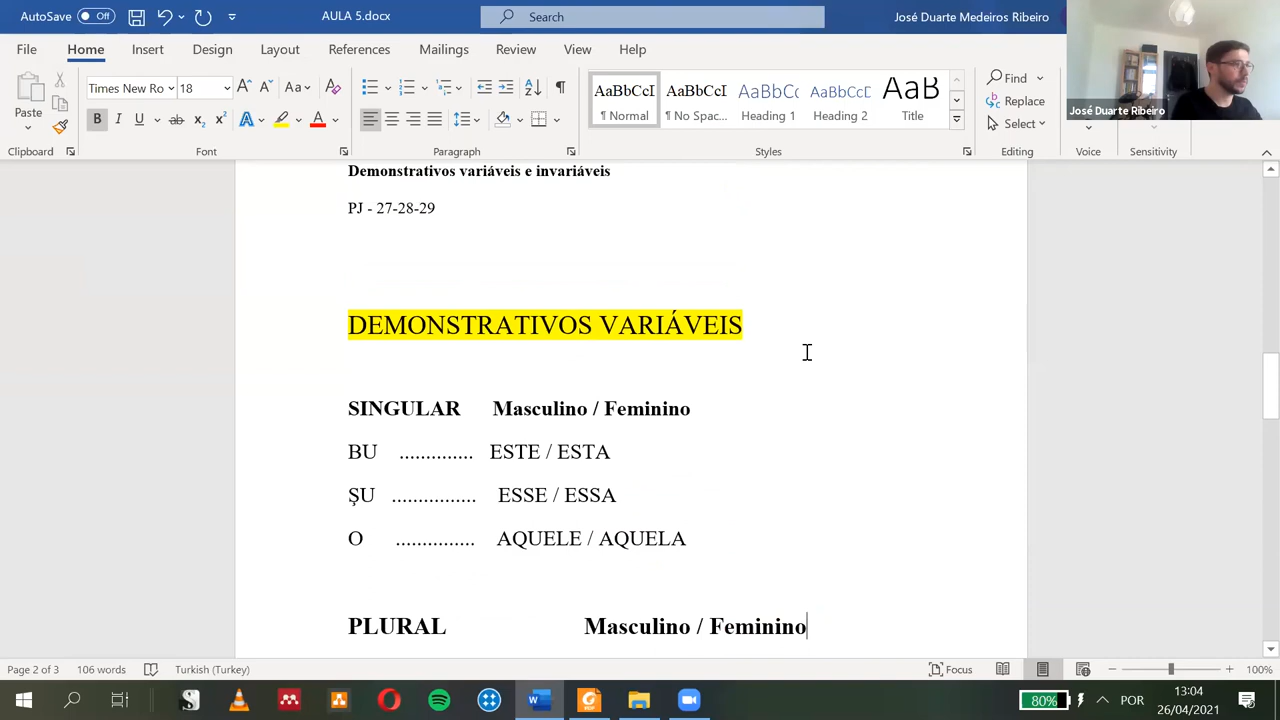 AutoSave Off AULA 5.docx Search José Duarte Medeiros Ribeiro
File Home Insert Design Layout References Mailings Review View Help
Times New Ro 18 Aa
AaBbCcI AaBbCcI AaBbCc AaBbCcL AaB
¶ Normal ¶ No Spac... Heading 1 Heading 2 Title
Find
Replace
Select
Paste
Clipboard Font Paragraph Styles Editing Voice Sensitivity
José Duarte Ribeiro
Demonstrativos variáveis e invariáveis
PJ - 27-28-29
DEMONSTRATIVOS VARIÁVEIS
SINGULAR Masculino / Feminino
BU .............. ESTE / ESTA
ŞU ................ ESSE / ESSA
O .............. AQUELE / AQUELA
PLURAL Masculino / Feminino
Page 2 of 3 106 words Turkish (Turkey) Focus 100%
80% POR 13:04
26/04/2021